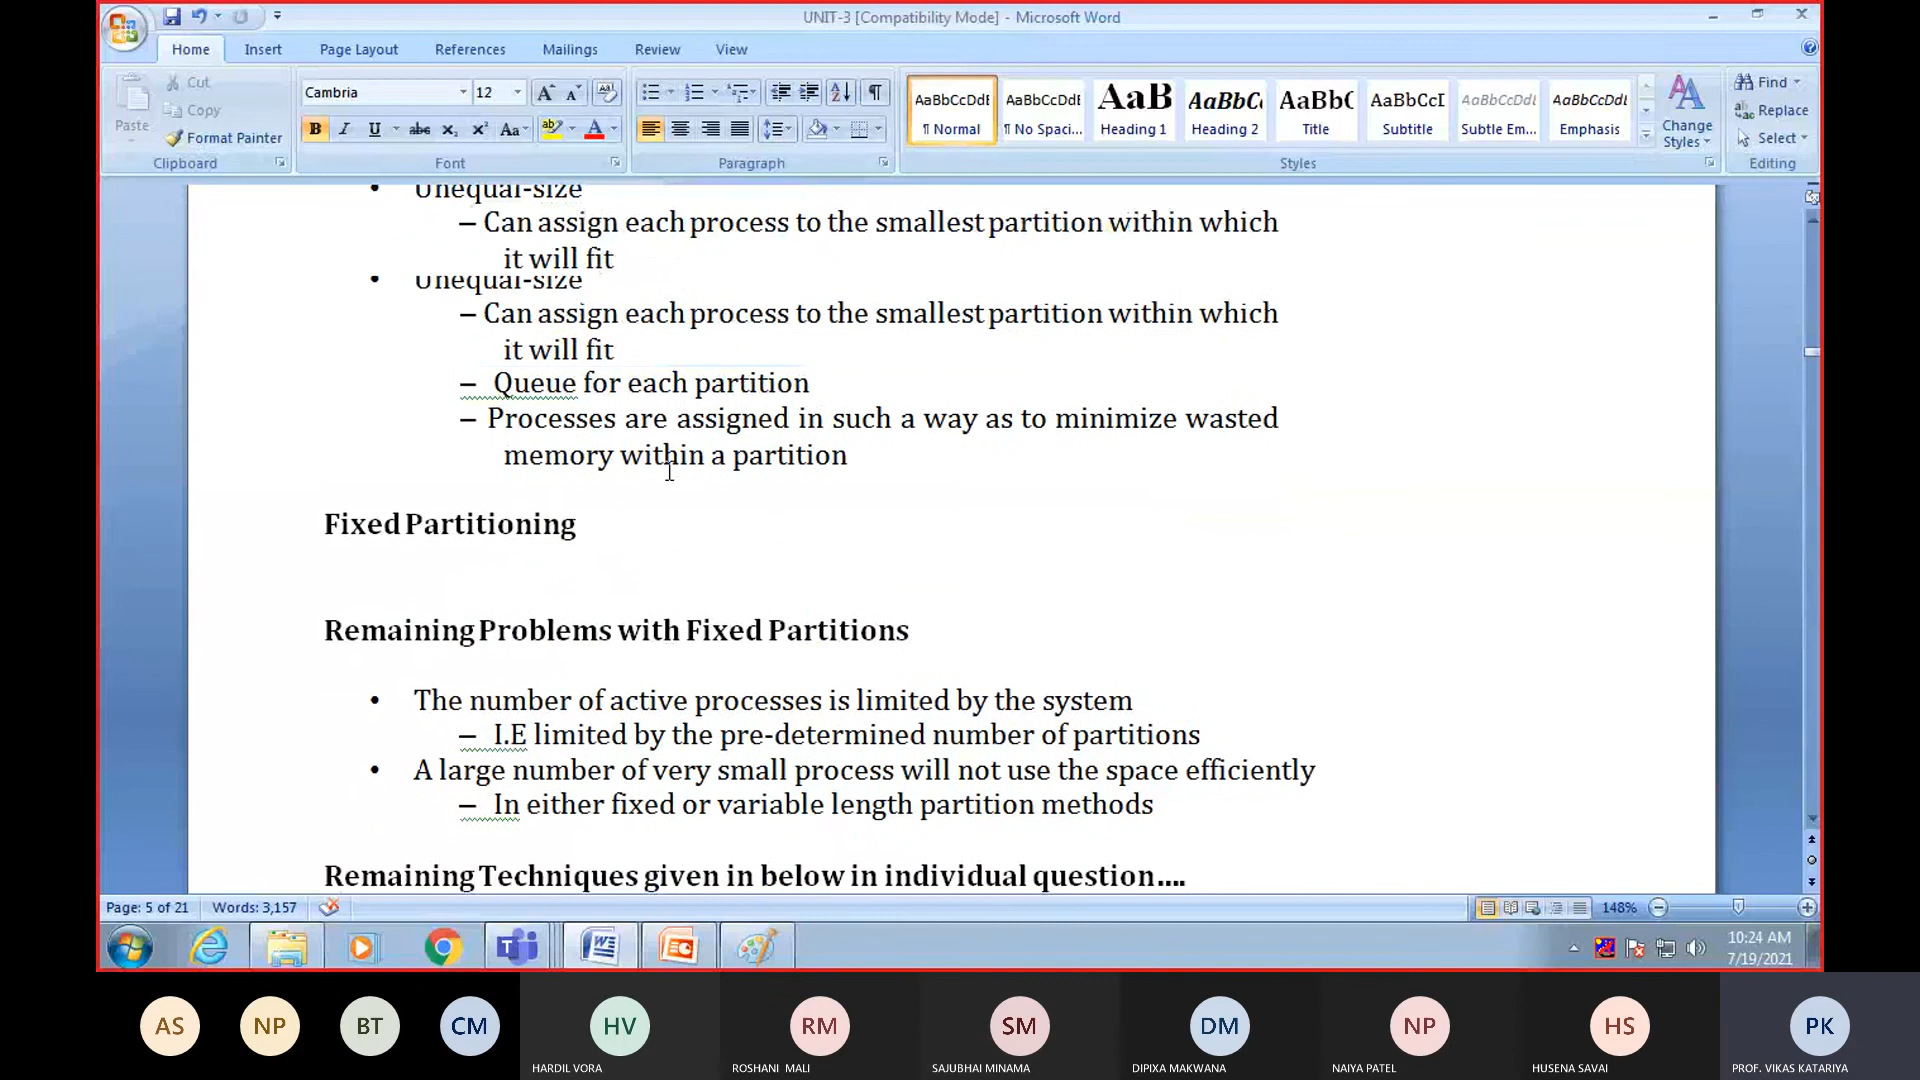 UNIT-3 [Compatibility Mode] - Microsoft Word
Home Insert Page Layout References Mailings Review View
Paste
Cut
Copy
Format Painter
Clipboard
Cambria 12
Font
Paragraph
AaBbCcDdE AaBbCcDdE AaB AaBbC AaBbC AaBbCcI AaBbCcDdE AaBbCcDdE
¶ Normal ¶ No Spaci... Heading 1 Heading 2 Title Subtitle Subtle Em... Emphasis
Change Styles
Styles
Find
Replace
Select
Editing
• Unequal-size
– Can assign each process to the smallest partition within which
it will fit
• Unequal-size
– Can assign each process to the smallest partition within which
it will fit
– Queue for each partition
– Processes are assigned in such a way as to minimize wasted
memory within a partition
Fixed Partitioning
Remaining Problems with Fixed Partitions
• The number of active processes is limited by the system
– I.E limited by the pre-determined number of partitions
• A large number of very small process will not use the space efficiently
– In either fixed or variable length partition methods
Remaining Techniques given in below in individual question....
Page: 5 of 21 Words: 3,157 148%
10:24 AM
7/19/2021
AS NP BT CM HV RM SM DM NP HS PK
HARDIL VORA ROSHANI MALI SAJUBHAI MINAMA DIPIXA MAKWANA NAIYA PATEL HUSENA SAVAI PROF. VIKAS KATARIYA